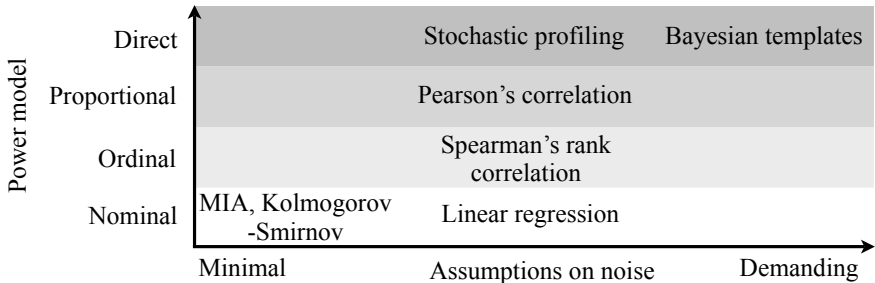 Power model
Direct
Stochastic profiling
Bayesian templates
Proportional
Pearson's correlation
Ordinal
Spearman's rank
correlation
Nominal
MIA, Kolmogorov
-Smirnov
Linear regression
Minimal
Assumptions on noise
Demanding